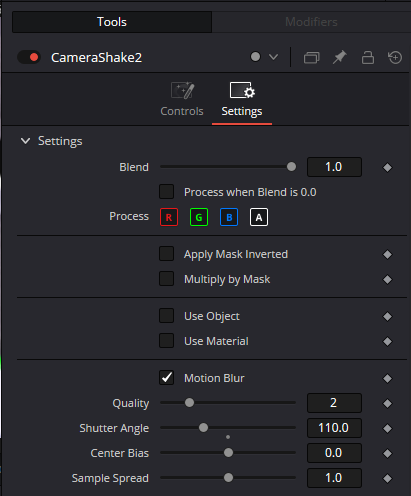 Tools Modifiers
CameraShake2
Controls Settings
Settings
Blend 1.0
Process when Blend is 0.0
Process R G B A
Apply Mask Inverted
Multiply by Mask
Use Object
Use Material
Motion Blur
Quality 2
Shutter Angle 110.0
Center Bias 0.0
Sample Spread 1.0